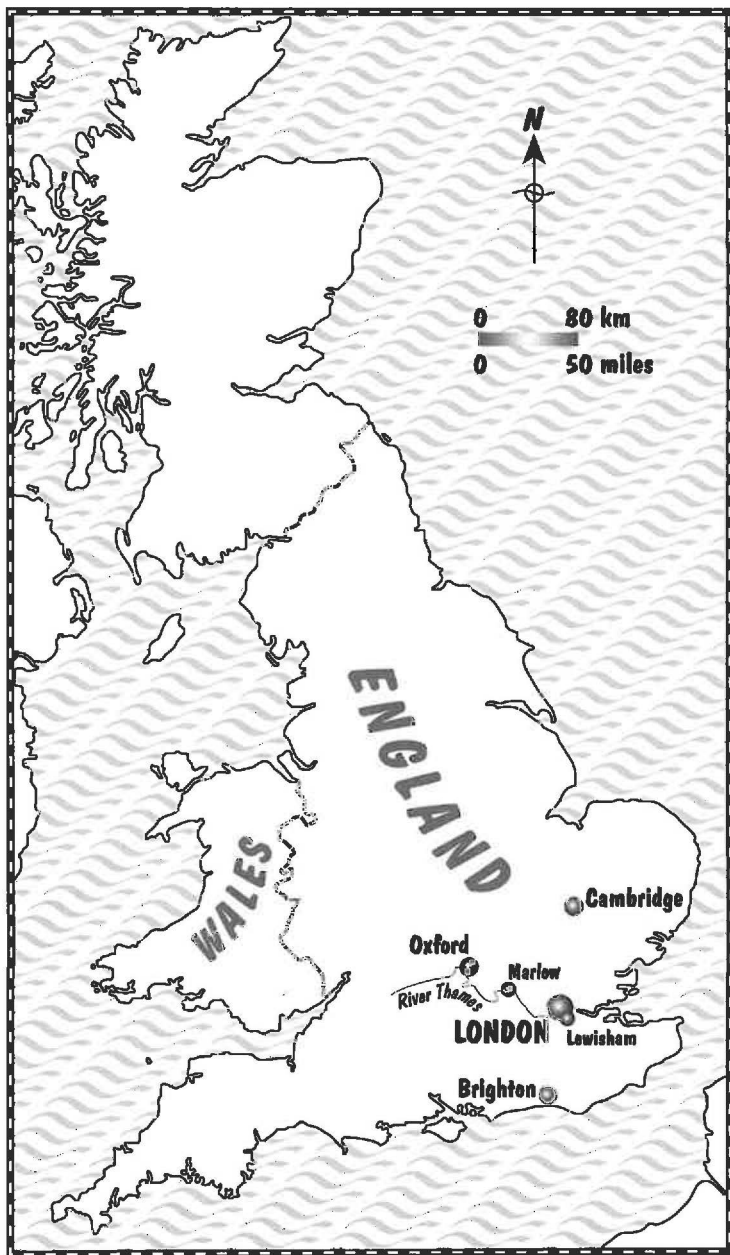 N
0 80 km
0 50 miles
ENGLAND
WALES
Cambridge
Oxford
Marlow
River Thames
LONDON
Lewisham
Brighton